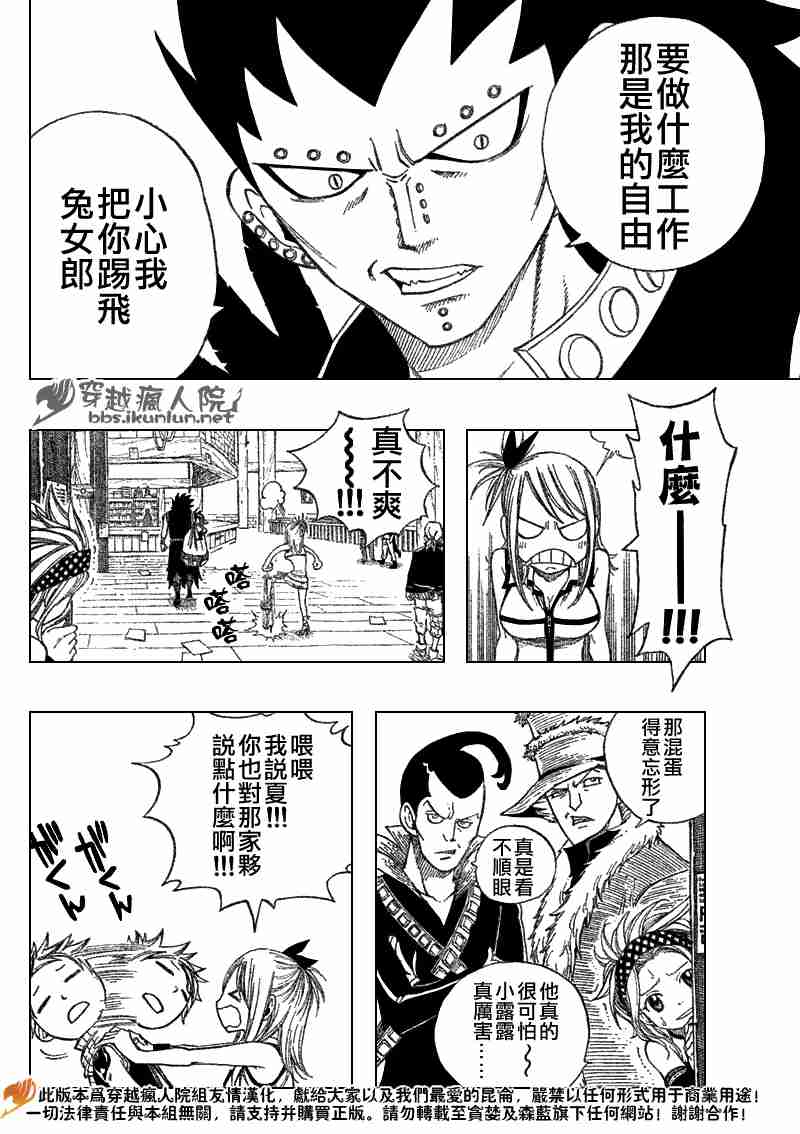 要做什麼工作
那是我的自由
小心我
把你踢飛
兔女郎
穿越瘋人院
bbs.ikunlun.net
什麼——!!!
真不爽
～～!!!
嗒
嗒
嗒
那混蛋
得意忘形了
真是看
不順眼
他真的
很可怕
小露露
真厲害……
喂喂
我説夏!!!
你也對那家夥
説點什麼啊!!!
ガくん
ガくん
此版本爲穿越瘋人院組友情漢化，獻給大家以及我們最愛的昆侖，嚴禁以任何形式用于商業用途！
一切法律責任與本組無關，請支持并購買正版。請勿轉載至貪婪及森藍旗下任何網站！謝謝合作！